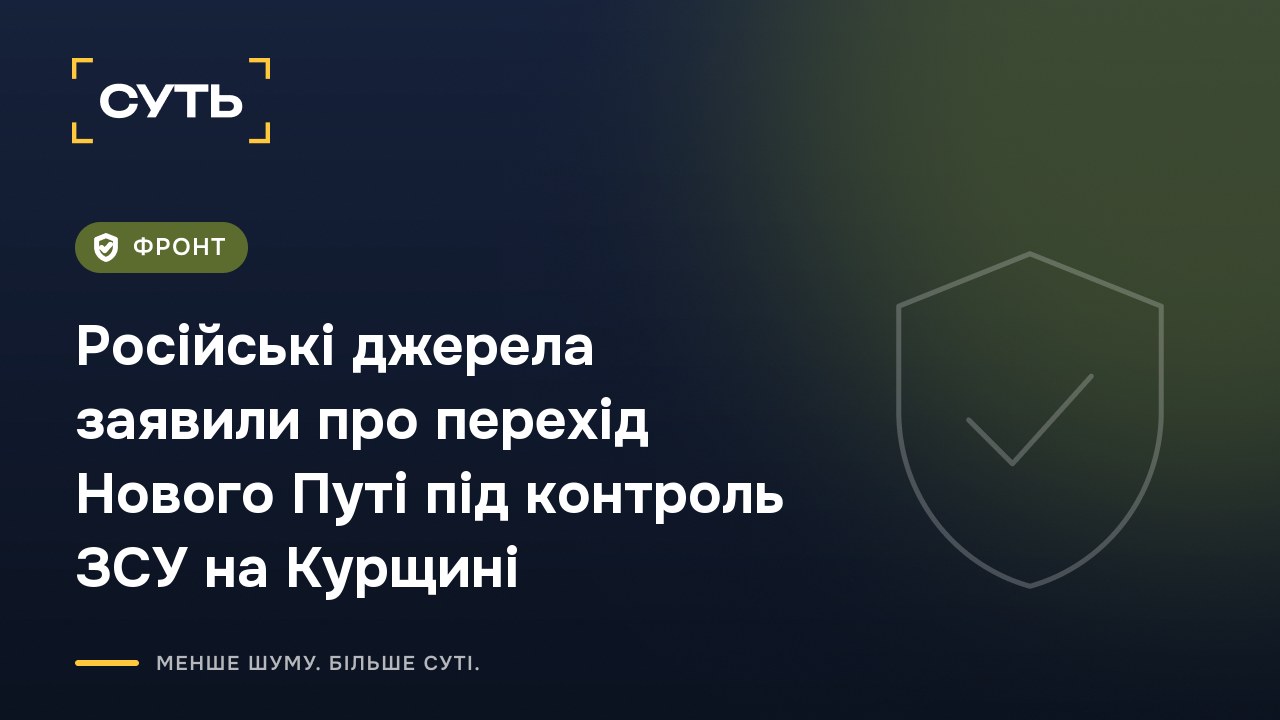 СУТЬ
ФРОНТ
Російські джерела
заявили про перехід
Нового Путі під контроль
ЗСУ на Курщині
МЕНШЕ ШУМУ. БІЛЬШЕ СУТІ.